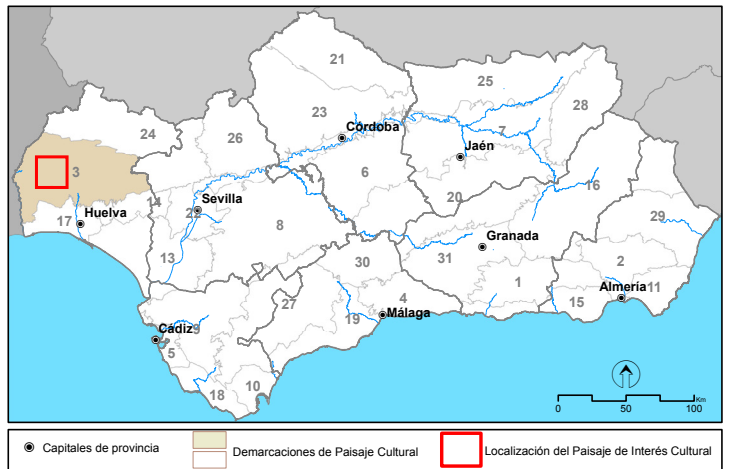 21
25
28
23
Córdoba
7
24
26
Jaén
3
6
16
20
14
Sevilla
22
17
Huelva
8
29
Granada
13
31
30
2
1
Almería
11
15
27
4
19
Málaga
Cádiz
9
5
10
18
0
50
100
Km
Capitales de provincia
Demarcaciones de Paisaje Cultural
Localización del Paisaje de Interés Cultural